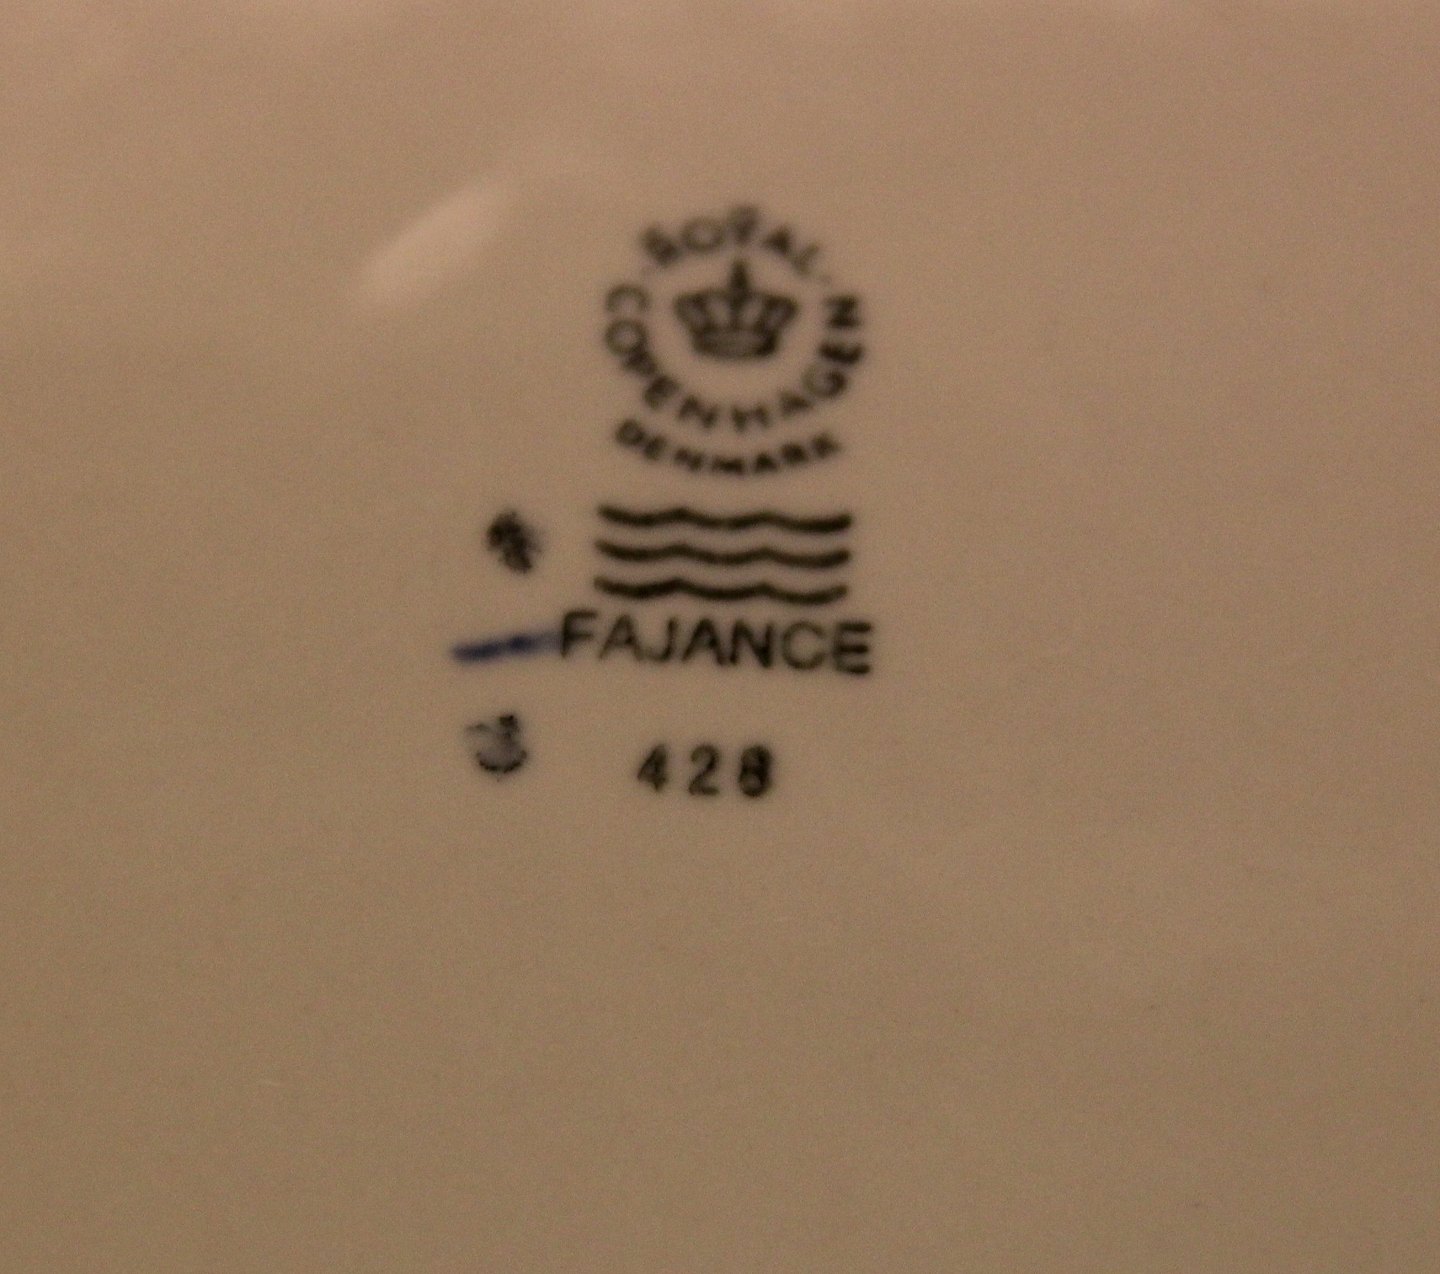 ROYAL
COPENHAGEN
DENMARK
FAJANCE
428